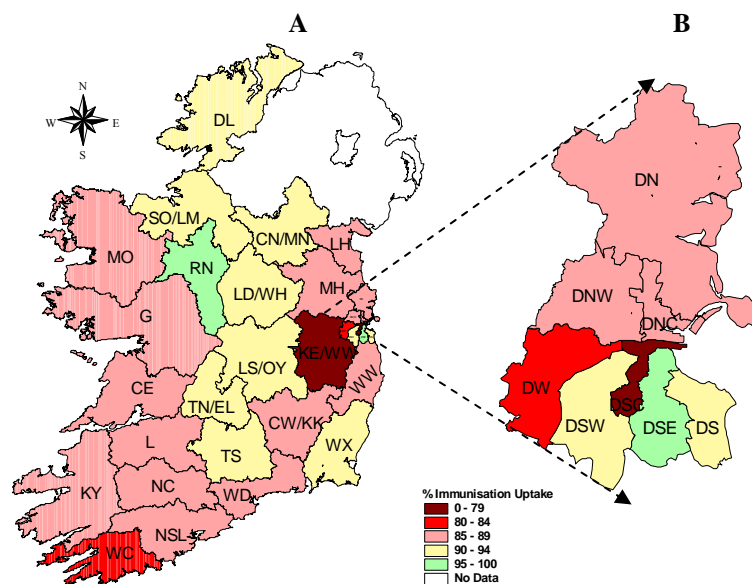 A
B
N
W E
S
DL
SO/LM
CN/MN
LH
MO
RN
MH
LD/WH
G
KE/WW
LS/OY
WW
CE
TN/EL
CW/KK
L
TS
WX
KY
NC
WD
NSL
WC
DN
DNW
DNC
DW
DSC
DSW
DSE
DS
% Immunisation Uptake
0 - 79
80 - 84
85 - 89
90 - 94
95 - 100
No Data